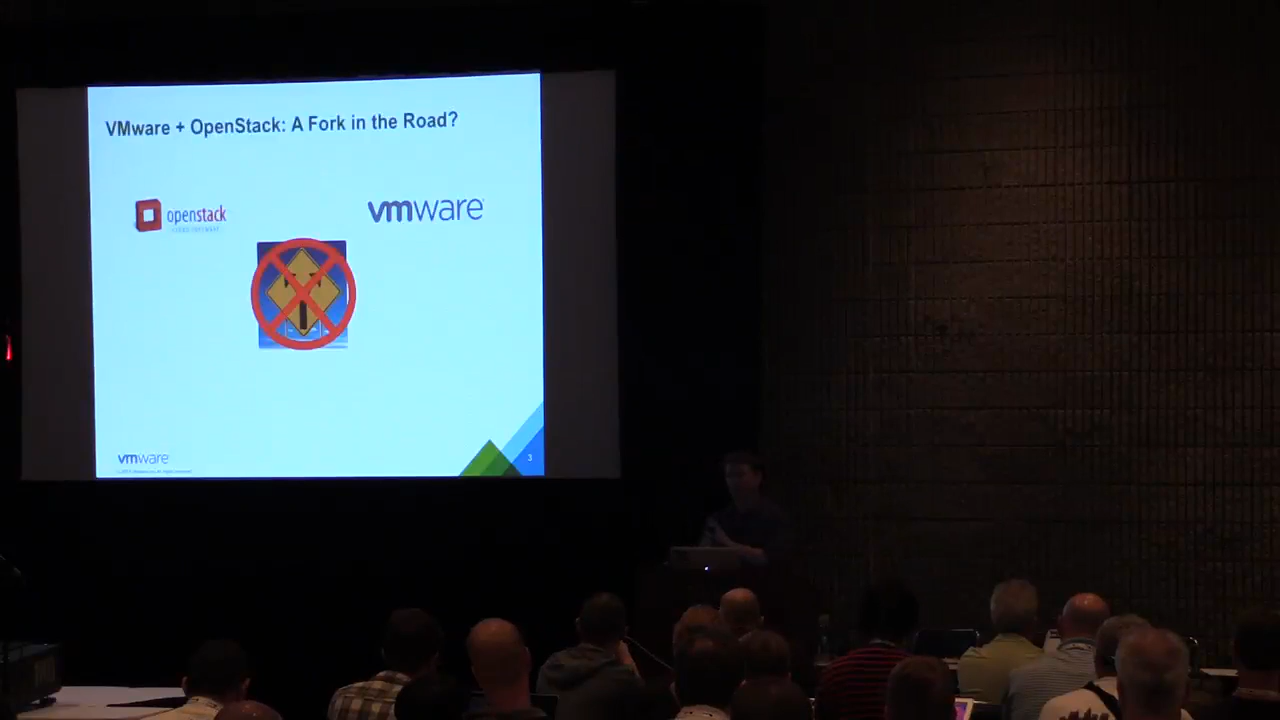 VMware + OpenStack: A Fork in the Road?
openstack
vmware
vmware
3